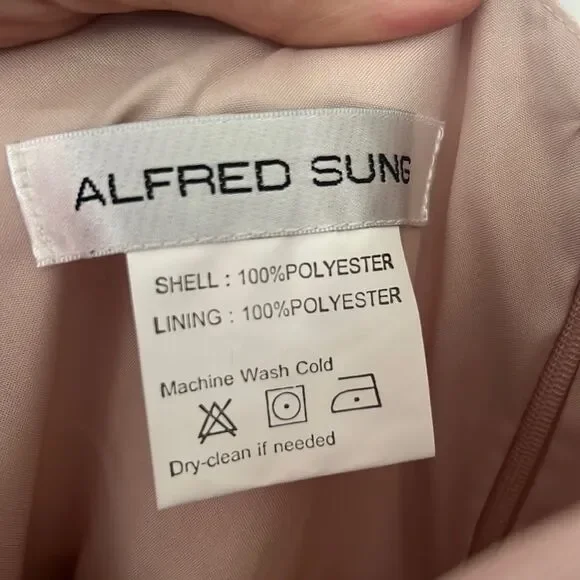 ALFRED SUNG
SHELL : 100%POLYESTER
LINING : 100%POLYESTER
Machine Wash Cold
Dry-clean if needed